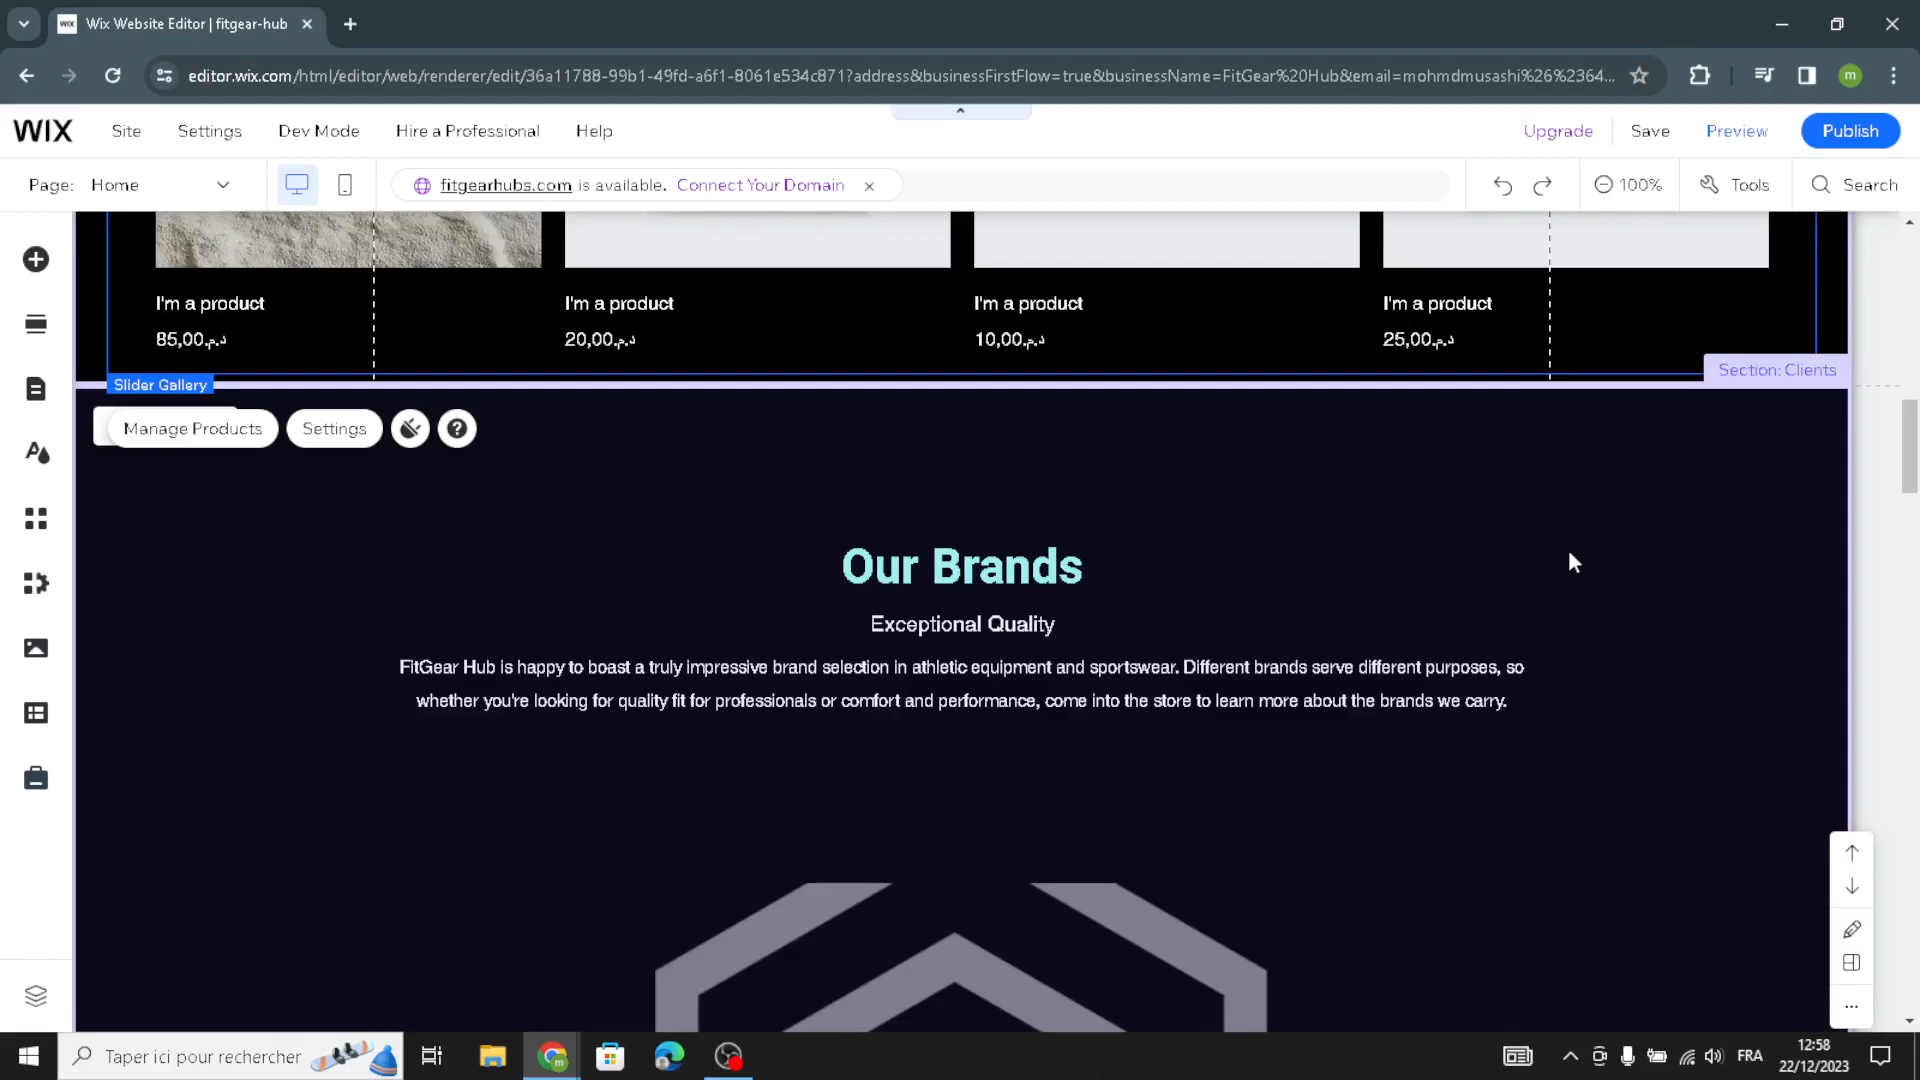 Wix Website Editor | fitgear-hub
editor.wix.com/html/editor/web/renderer/edit/36a11788-99b1-49fd-a6f1-8061e534c871?address&businessFirstFlow=true&businessName=FitGear%20Hub&email=mohmdmusashi%26%2364...
m
WIX
Site
Settings
Dev Mode
Hire a Professional
Help
Upgrade
Save
Preview
Publish
Page: Home
fitgearhubs.com is available. Connect Your Domain
100%
Tools
Search
I'm a product
I'm a product
I'm a product
I'm a product
85,00د.م.
20,00د.م.
10,00د.م.
25,00د.م.
Section: Clients
Slider Gallery
Manage Products
Settings
Our Brands
Exceptional Quality
FitGear Hub is happy to boast a truly impressive brand selection in athletic equipment and sportswear. Different brands serve different purposes, so
whether you're looking for quality fit for professionals or comfort and performance, come into the store to learn more about the brands we carry.
Taper ici pour rechercher
FRA
12:58
22/12/2023